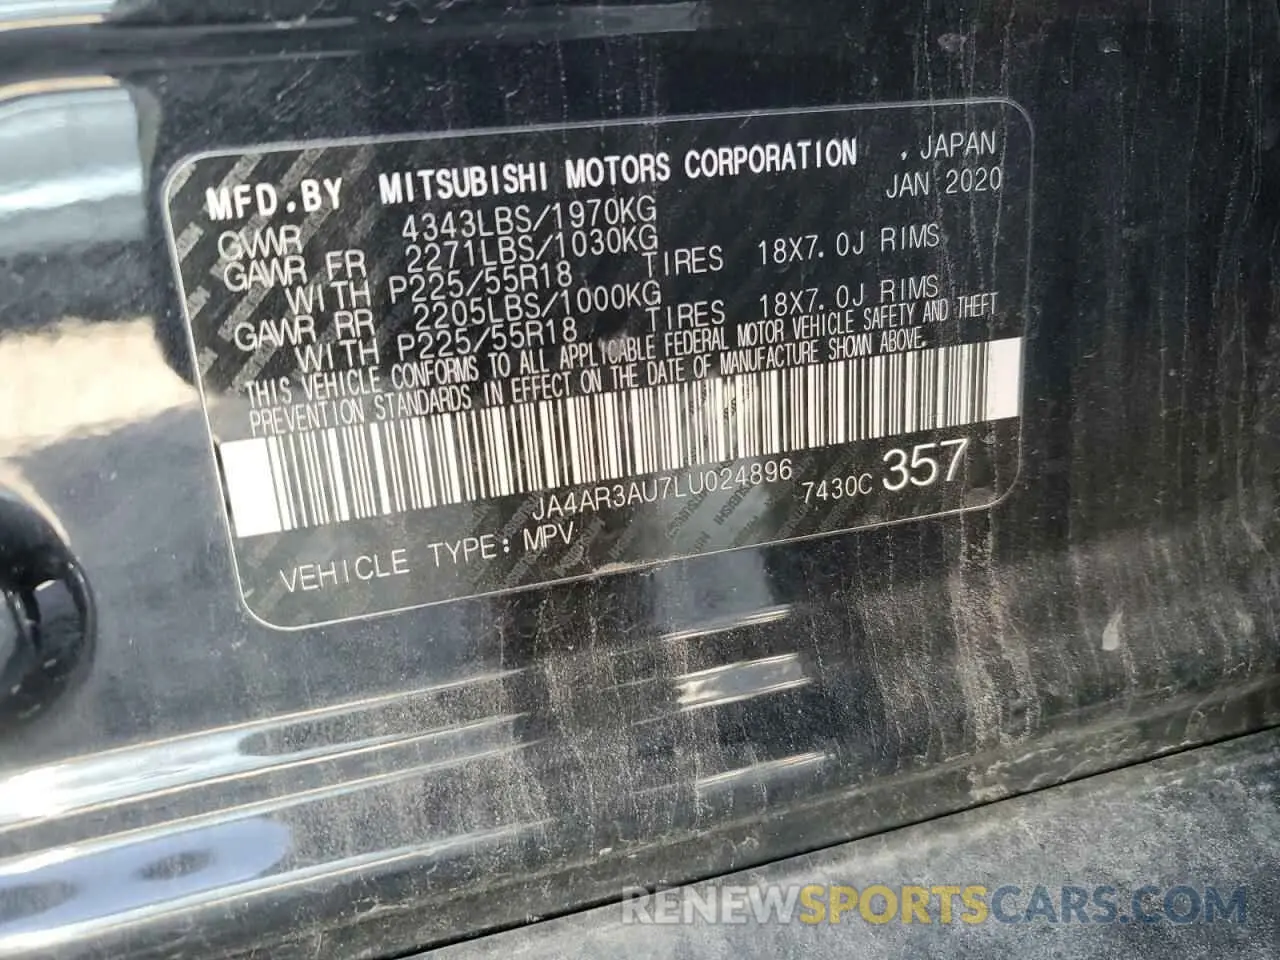 MFD.BY MITSUBISHI MOTORS CORPORATION , JAPAN
JAN 2020
GVWR 4343LBS/1970KG
GAWR FR 2271LBS/1030KG
WITH P225/55R18 TIRES 18X7.0J RIMS
GAWR RR 2205LBS/1000KG
WITH P225/55R18 TIRES 18X7.0J RIMS
THIS VEHICLE CONFORMS TO ALL APPLICABLE FEDERAL MOTOR VEHICLE SAFETY AND THEFT
PREVENTION STANDARDS IN EFFECT ON THE DATE OF MANUFACTURE SHOWN ABOVE.
JA4AR3AU7LU024896 7430C 357
VEHICLE TYPE: MPV
RENEWSPORTSCARS.COM